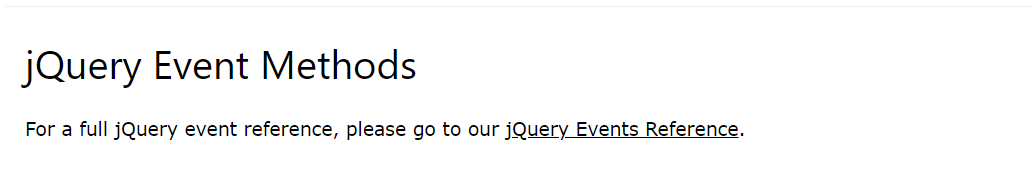 jQuery Event Methods
For a full jQuery event reference, please go to our jQuery Events Reference.